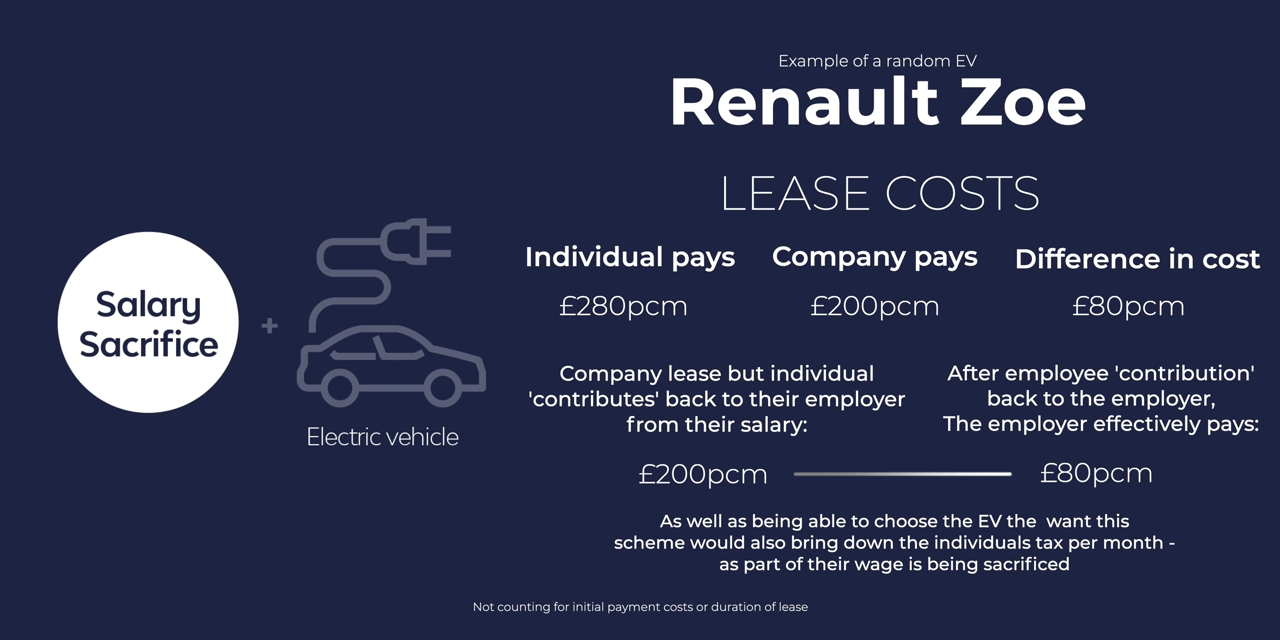 Example of a random EV
Renault Zoe
LEASE COSTS
Individual pays
Company pays
Difference in cost
£280pcm
£200pcm
£80pcm
Salary
Sacrifice
+
Electric vehicle
Company lease but individual
'contributes' back to their employer
from their salary:
£200pcm
After employee 'contribution'
back to the employer,
The employer effectively pays:
£80pcm
As well as being able to choose the EV the  want this
scheme would also bring down the individuals tax per month -
as part of their wage is being sacrificed
Not counting for initial payment costs or duration of lease